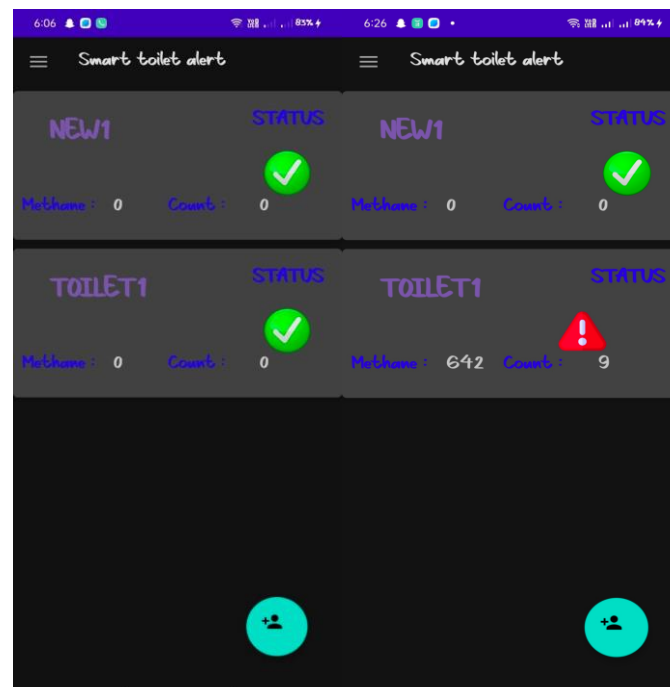 6:06 83%
Smart toilet alert
NEW1 STATUS
Methane : 0 Count : 0
TOILET1 STATUS
Methane : 0 Count : 0
6:26 89%
Smart toilet alert
NEW1 STATUS
Methane : 0 Count : 0
TOILET1 STATUS
Methane : 642 Count : 9